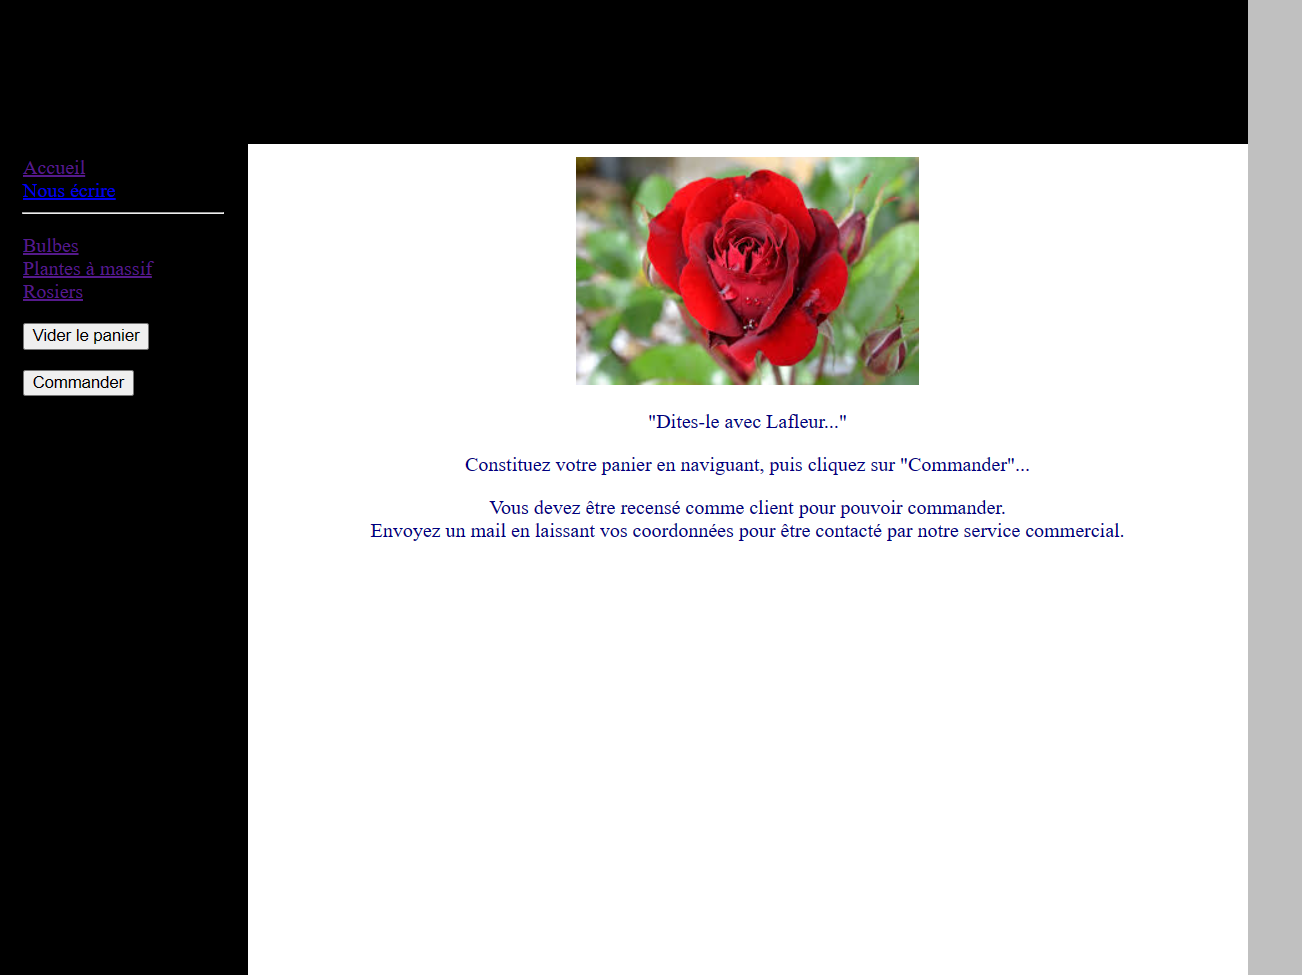 Accueil
Nous écrire
Bulbes
Plantes à massif
Rosiers
Vider le panier
Commander
"Dites-le avec Lafleur..."
Constituez votre panier en naviguant, puis cliquez sur "Commander"...
Vous devez être recensé comme client pour pouvoir commander.
Envoyez un mail en laissant vos coordonnées pour être contacté par notre service commercial.